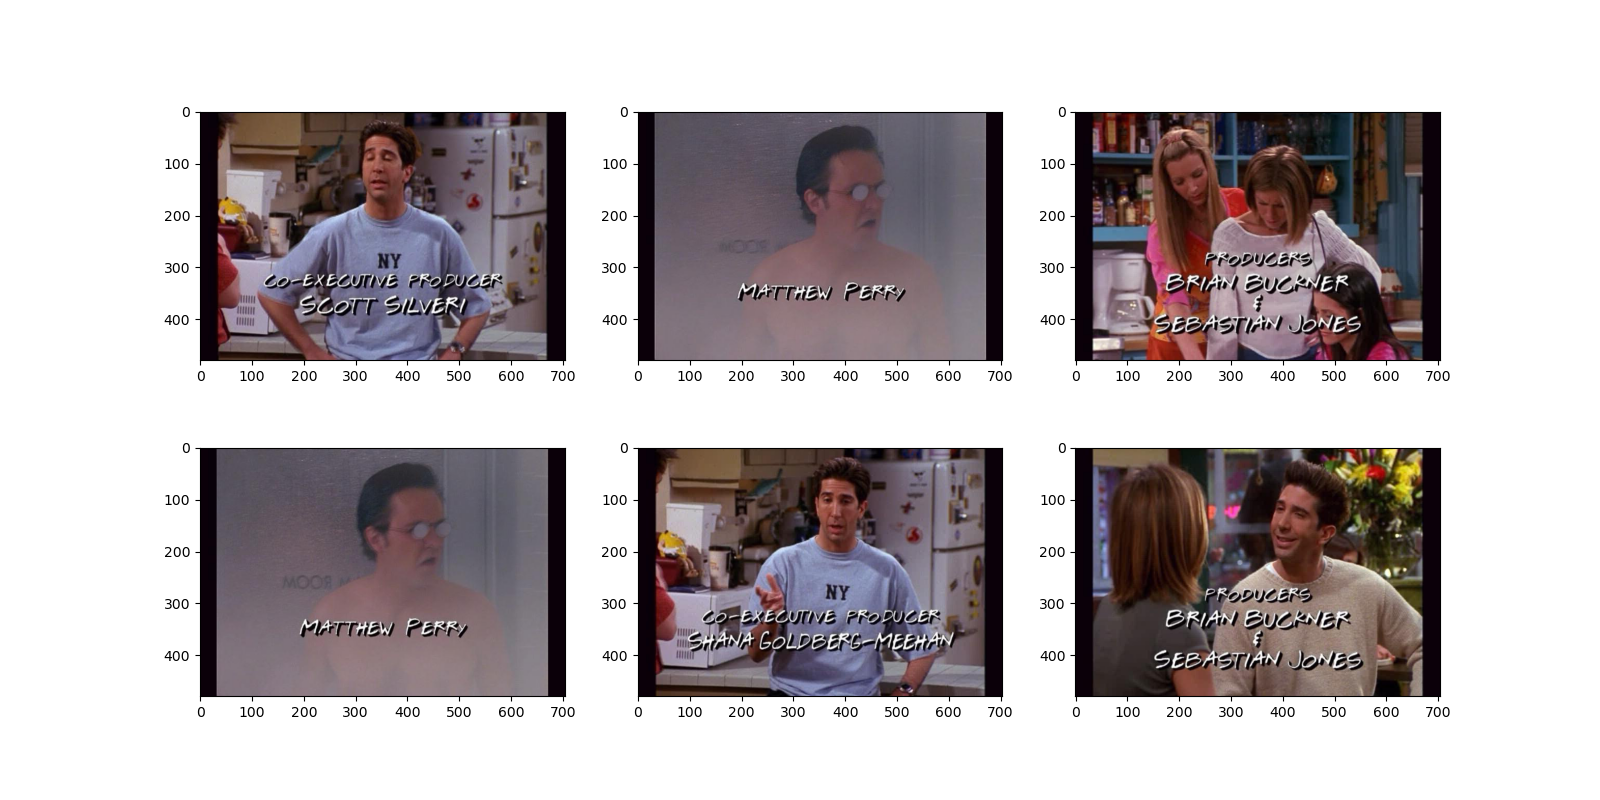 0
100
200
300
400
0 100 200 300 400 500 600 700
NY
CO-EXECUTIVE PRODUCER
SCOTT SILVERI
0
100
200
300
400
0 100 200 300 400 500 600 700
MATTHEW PERRY
0
100
200
300
400
0 100 200 300 400 500 600 700
PRODUCERS
BRIAN BUCKNER
&
SEBASTIAN JONES
0
100
200
300
400
0 100 200 300 400 500 600 700
MATTHEW PERRY
0
100
200
300
400
0 100 200 300 400 500 600 700
NY
CO-EXECUTIVE PRODUCER
SHANA GOLDBERG-MEEHAN
0
100
200
300
400
0 100 200 300 400 500 600 700
PRODUCERS
BRIAN BUCKNER
&
SEBASTIAN JONES